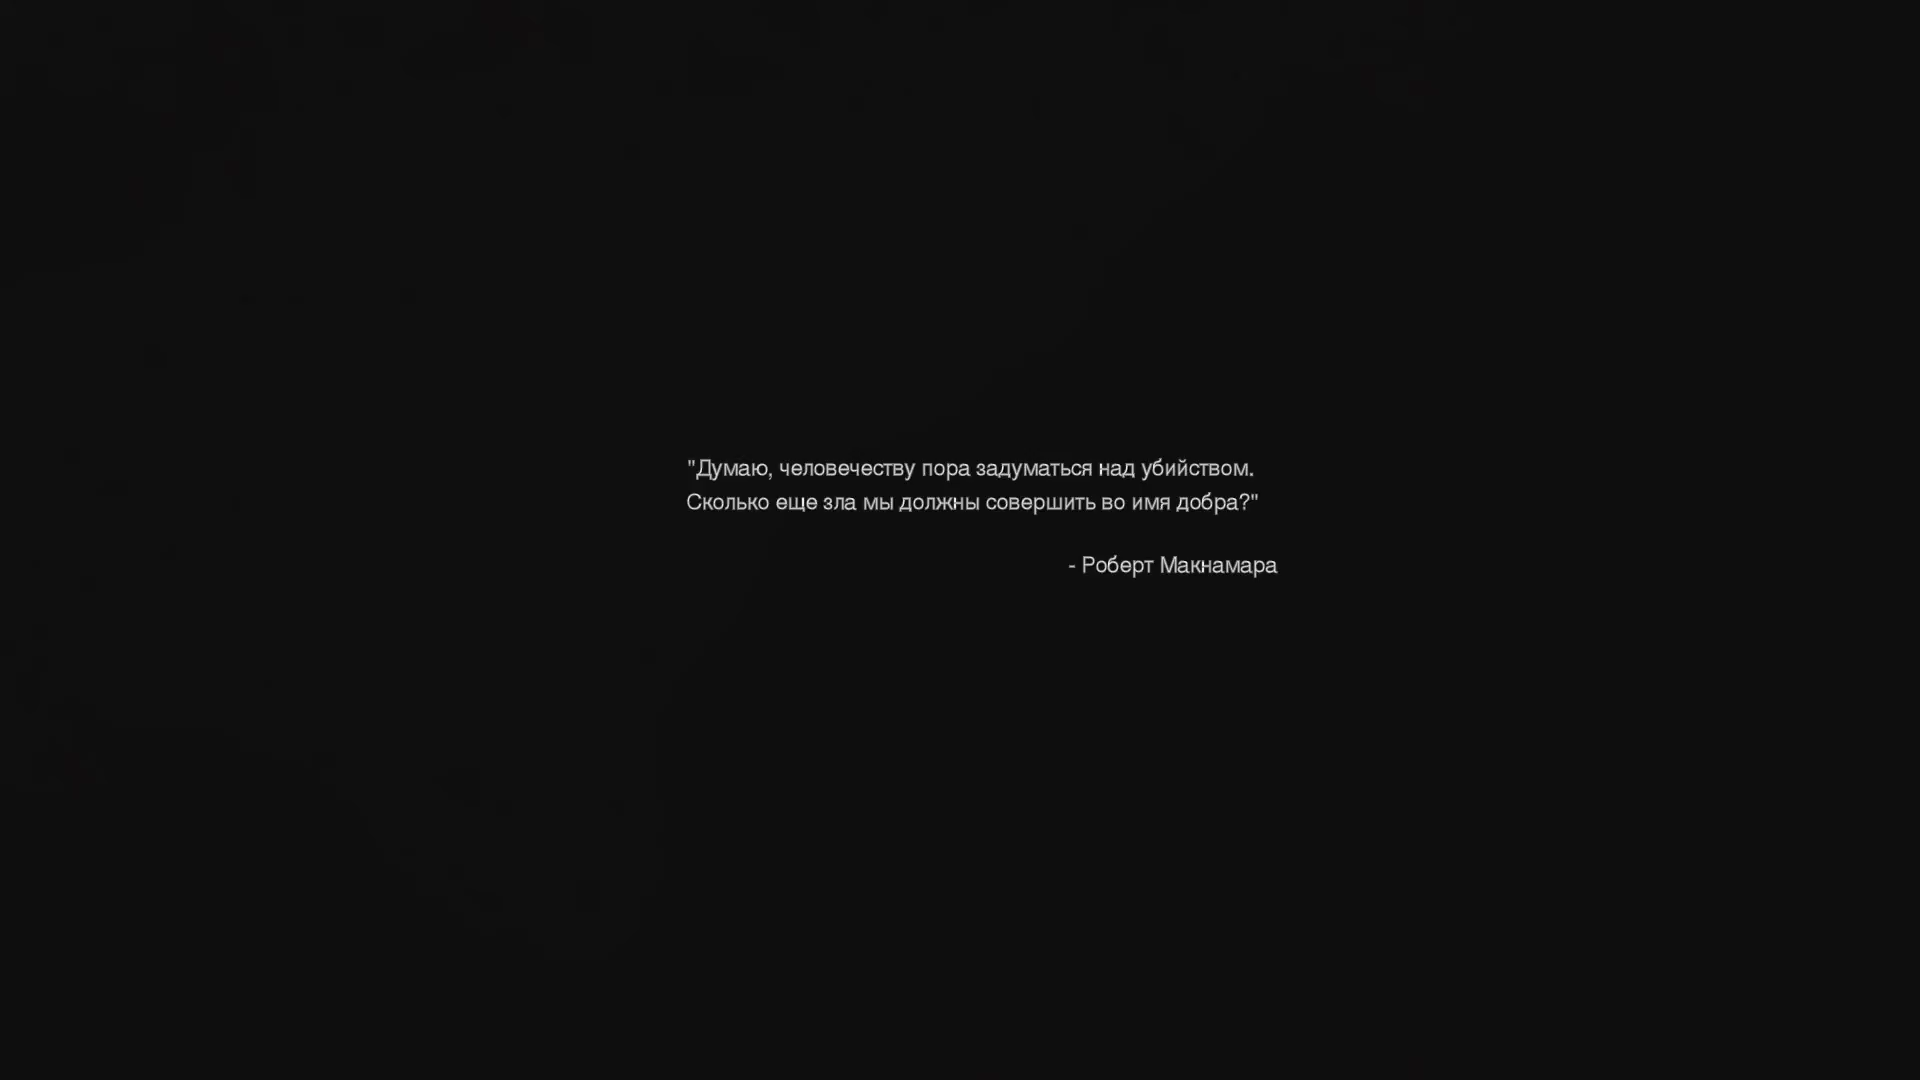 "Думаю, человечеству пора задуматься над убийством.
Сколько еще зла мы должны совершить во имя добра?"
- Роберт Макнамара